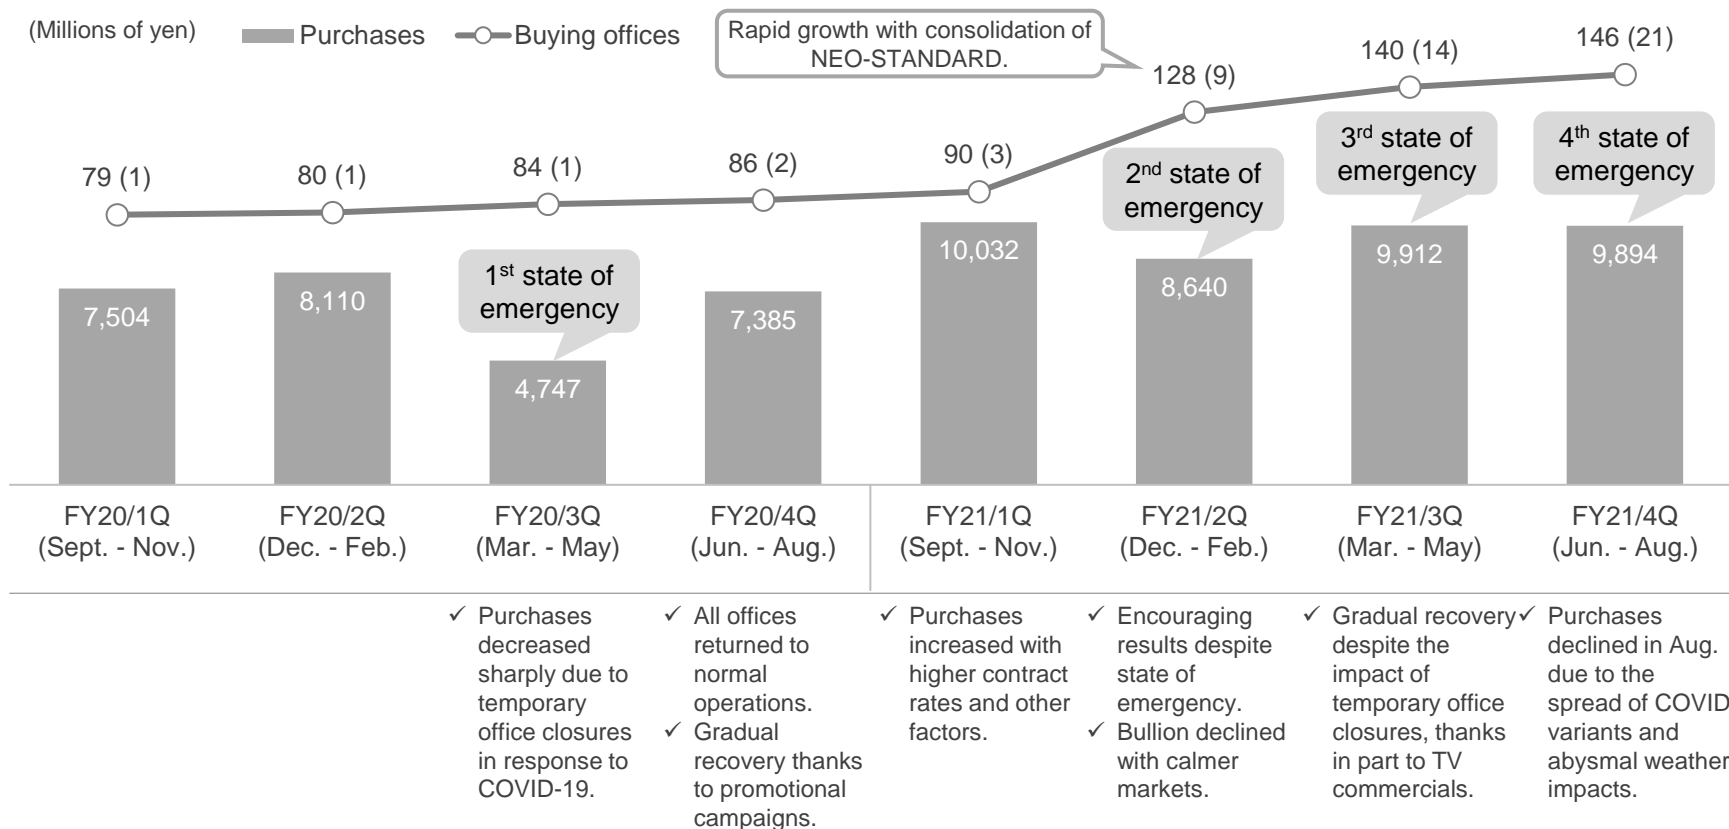 (Millions of yen)
Purchases
Buying offices
Rapid growth with consolidation of
NEO-STANDARD.
79 (1)
80 (1)
84 (1)
86 (2)
90 (3)
128 (9)
140 (14)
146 (21)
1st state of
emergency
2nd state of
emergency
3rd state of
emergency
4th state of
emergency
7,504
8,110
4,747
7,385
10,032
8,640
9,912
9,894
FY20/1Q
(Sept. - Nov.)
FY20/2Q
(Dec. - Feb.)
FY20/3Q
(Mar. - May)
FY20/4Q
(Jun. - Aug.)
FY21/1Q
(Sept. - Nov.)
FY21/2Q
(Dec. - Feb.)
FY21/3Q
(Mar. - May)
FY21/4Q
(Jun. - Aug.)
✓ Purchases
decreased
sharply due to
temporary
office closures
in response to
COVID-19.
✓ All offices
returned to
normal
operations.
✓ Gradual
recovery thanks
to promotional
campaigns.
✓ Purchases
increased with
higher contract
rates and other
factors.
✓ Encouraging
results despite
state of
emergency.
✓ Bullion declined
with calmer
markets.
✓ Gradual recovery
despite the
impact of
temporary office
closures, thanks
in part to TV
commercials.
✓ Purchases
declined in Aug.
due to the
spread of COVID
variants and
abysmal weather
impacts.